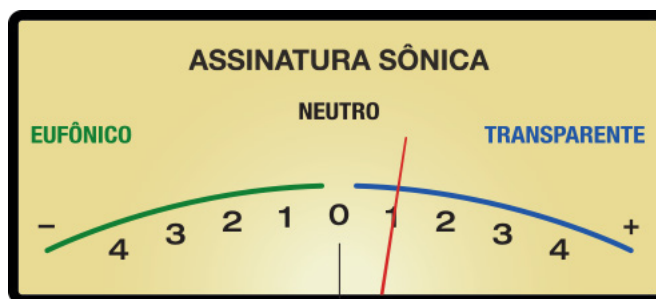 ASSINATURA SÔNICA
NEUTRO
EUFÔNICO TRANSPARENTE
– 4 3 2 1 0 1 2 3 4 +